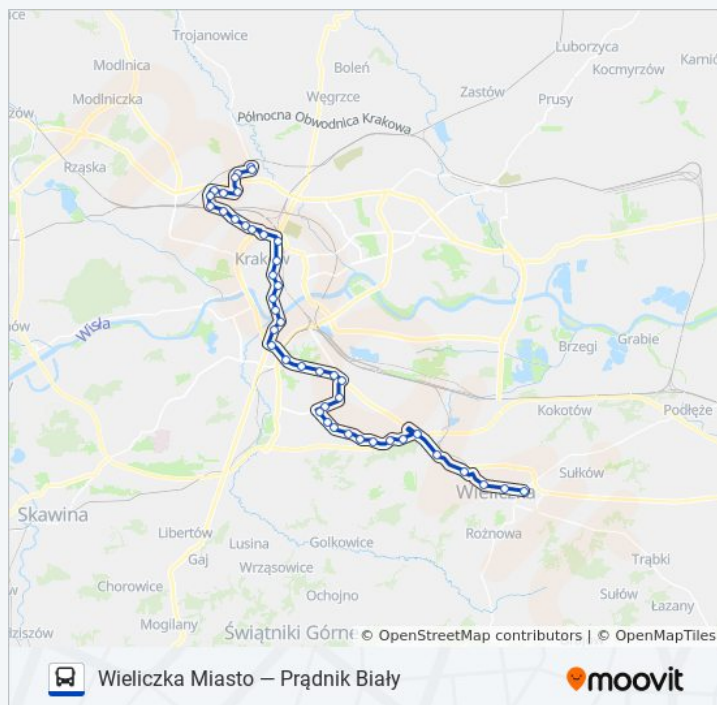 Trojanowice
Luborzyca
Modlnica
Boleń
Kocmyrzów
Modlniczka
Węgrzce
Zastów
Prusy
Północna Obwodnica Krakowa
Rząska
Kraków
Wisła
Brzegi
Grabie
Kokotów
Podłęże
Sułków
Wieliczka
Skawina
Rożnowa
Libertów
Lusina
Golkowice
Trąbki
Gaj
Wrząsowice
Chorowice
Ochojno
Sułów
Łazany
Mogilany
Świątniki Górne
© OpenStreetMap contributors | © OpenMapTiles
Wieliczka Miasto — Prądnik Biały
moovit